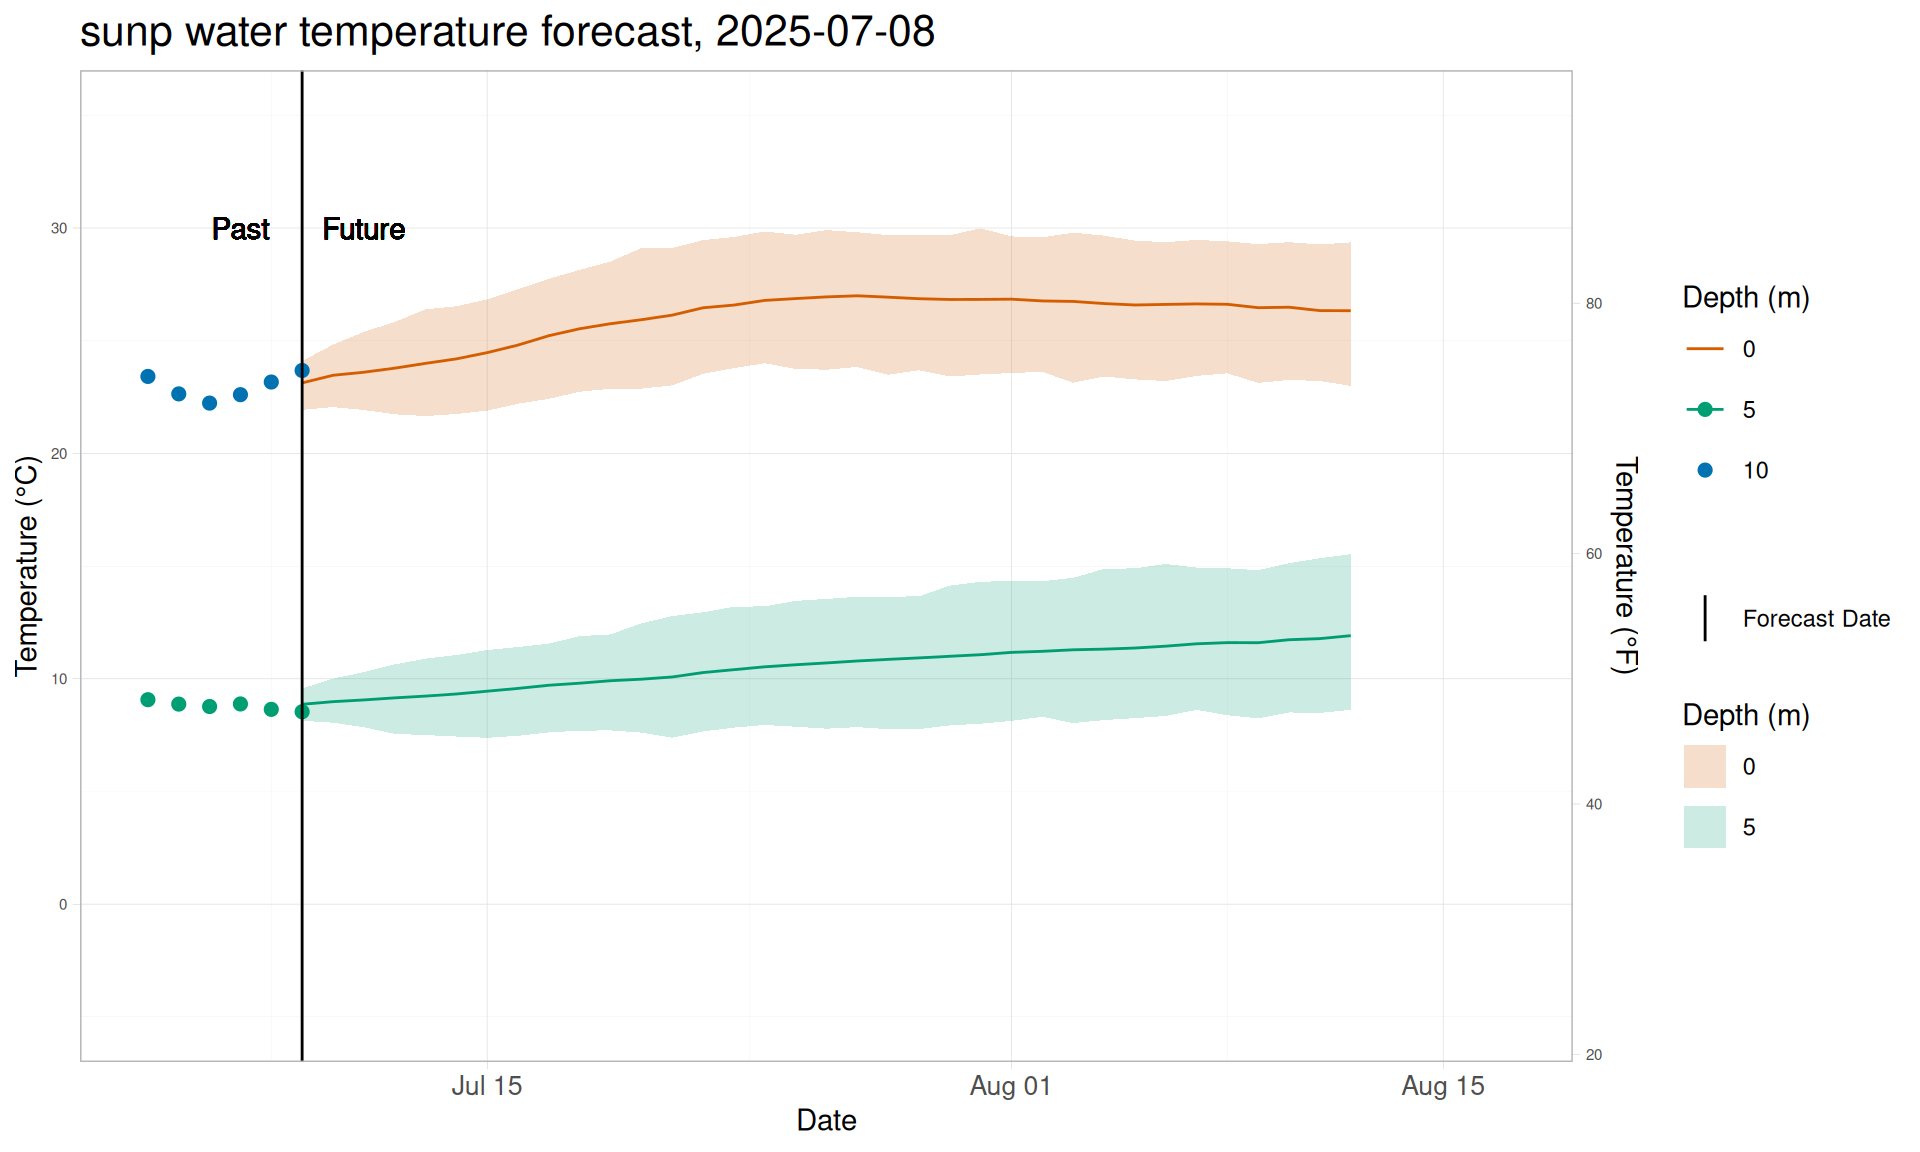 sunp water temperature forecast, 2025-07-08
Past
Future
30
20
10
0
Temperature (°C)
80
60
40
20
Temperature (°F)
Jul 15
Aug 01
Aug 15
Date
Depth (m)
0
5
10
Forecast Date
Depth (m)
0
5